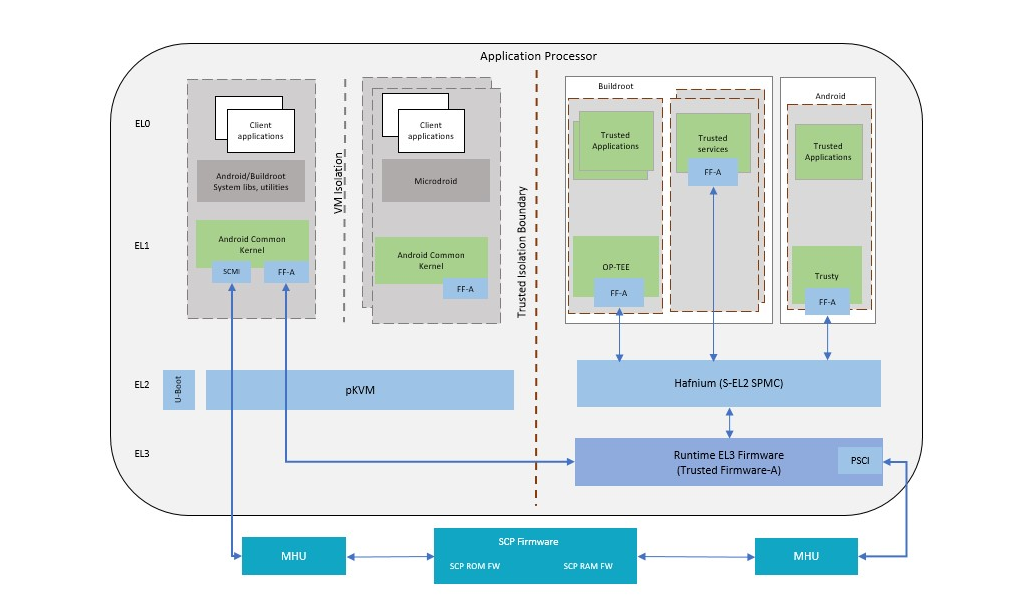 Application Processor
EL0
EL1
EL2
EL3
Client
applications
Android/Buildroot
System libs, utilities
Android Common
Kernel
SCMI
FF-A
VM Isolation
Client
applications
Microdroid
Android Common
Kernel
FF-A
Trusted Isolation Boundary
Buildroot
Trusted
Applications
OP-TEE
FF-A
Trusted
services
FF-A
Android
Trusted
Applications
Trusty
FF-A
U-Boot
pKVM
Hafnium (S-EL2 SPMC)
Runtime EL3 Firmware
(Trusted Firmware-A)
PSCI
MHU
SCP Firmware
SCP ROM FW
SCP RAM FW
MHU